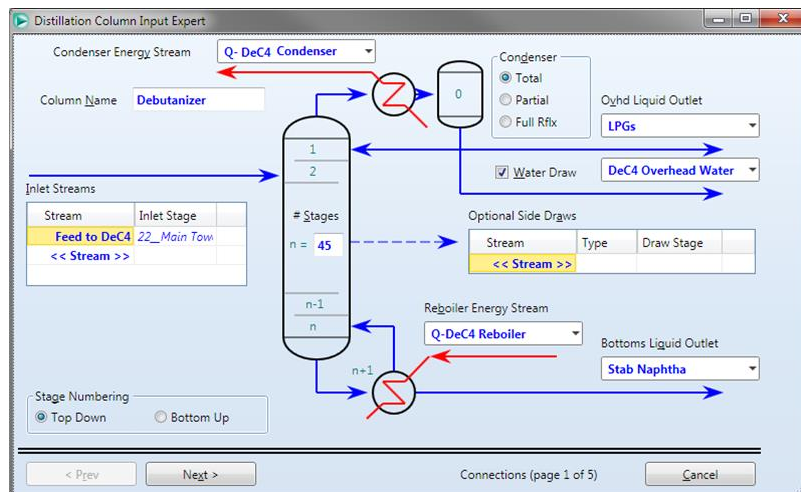 Distillation Column Input Expert
Condenser Energy Stream
Q- DeC4 Condenser
Column Name
Debutanizer
0
Condenser
Total
Partial
Full Rflx
Ovhd Liquid Outlet
LPGs
1
2
Water Draw
DeC4 Overhead Water
Inlet Streams
Stream Inlet Stage
Feed to DeC4 22__Main Tow
<< Stream >>
# Stages
n = 45
Optional Side Draws
Stream Type Draw Stage
<< Stream >>
n-1
n
n+1
Reboiler Energy Stream
Q-DeC4 Reboiler
Bottoms Liquid Outlet
Stab Naphtha
Stage Numbering
Top Down
Bottom Up
< Prev
Next >
Connections (page 1 of 5)
Cancel